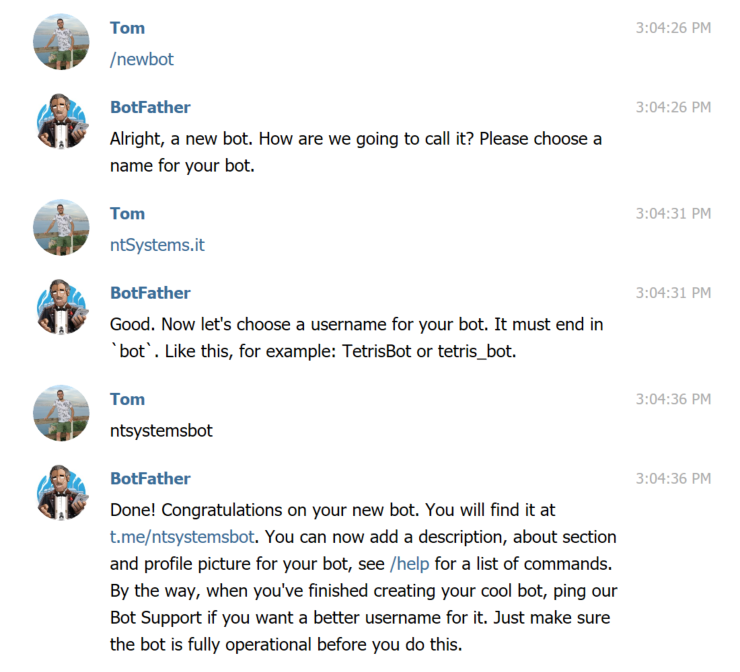 Tom 3:04:26 PM
/newbot
BotFather 3:04:26 PM
Alright, a new bot. How are we going to call it? Please choose a
name for your bot.
Tom 3:04:31 PM
ntSystems.it
BotFather 3:04:31 PM
Good. Now let's choose a username for your bot. It must end in
`bot`. Like this, for example: TetrisBot or tetris_bot.
Tom 3:04:36 PM
ntsystemsbot
BotFather 3:04:36 PM
Done! Congratulations on your new bot. You will find it at
t.me/ntsystemsbot. You can now add a description, about section
and profile picture for your bot, see /help for a list of commands.
By the way, when you've finished creating your cool bot, ping our
Bot Support if you want a better username for it. Just make sure
the bot is fully operational before you do this.